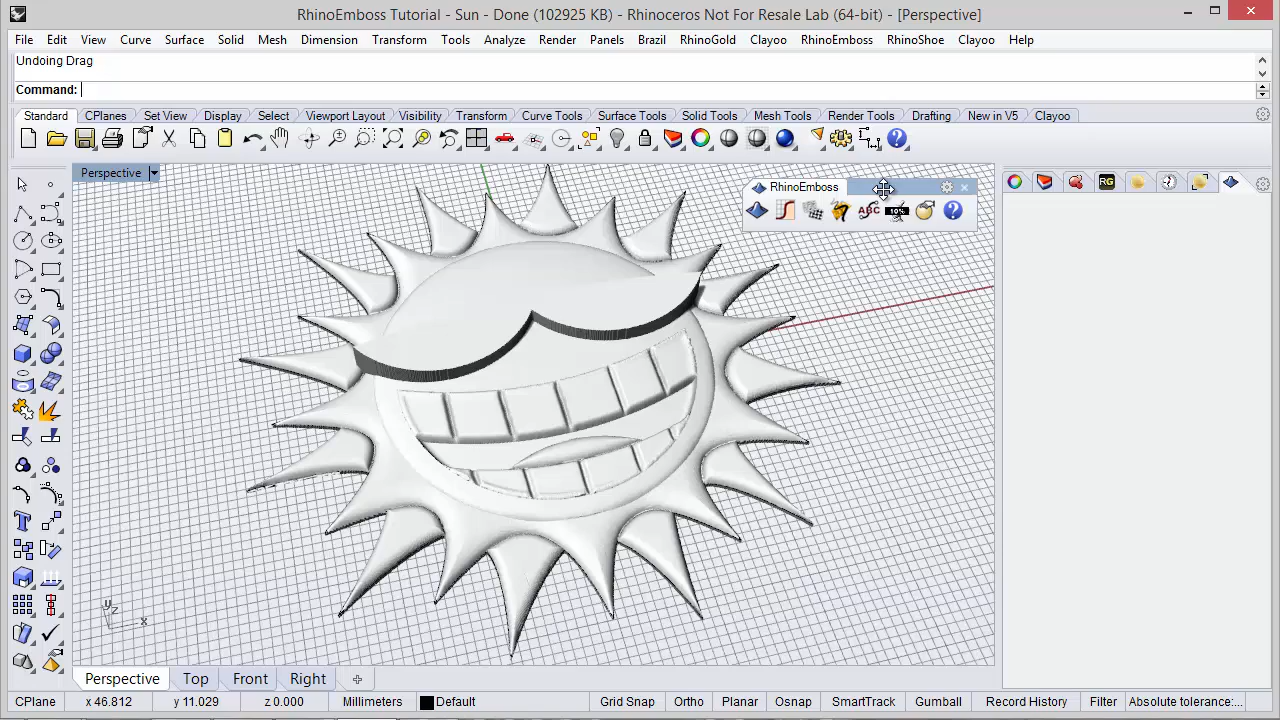 RhinoEmboss Tutorial - Sun - Done (102925 KB) - Rhinoceros Not For Resale Lab (64-bit) - [Perspective]
File Edit View Curve Surface Solid Mesh Dimension Transform Tools Analyze Render Panels Brazil RhinoGold Clayoo RhinoEmboss RhinoShoe Clayoo Help
Undoing Drag
Command:
Standard CPlanes Set View Display Select Viewport Layout Visibility Transform Curve Tools Surface Tools Solid Tools Mesh Tools Render Tools Drafting New in V5 Clayoo
Perspective
RhinoEmboss
RG
ABC 10%
y z x
Perspective Top Front Right
CPlane x 46.812 y 11.029 z 0.000 Millimeters Default Grid Snap Ortho Planar Osnap SmartTrack Gumball Record History Filter Absolute tolerance:...